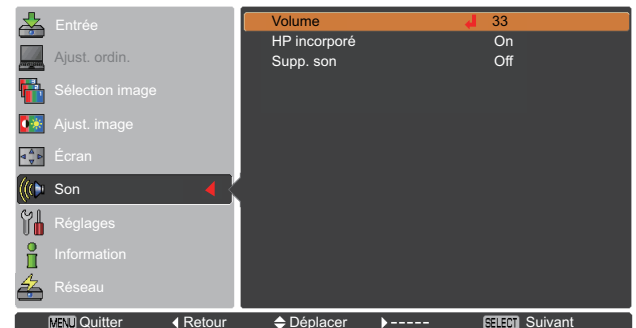 Entrée
Ajust. ordin.
Sélection image
Ajust. image
Écran
Son
Réglages
Information
Réseau
Volume 33
HP incorporé On
Supp. son Off
MENU Quitter Retour Déplacer ----- SELECT Suivant